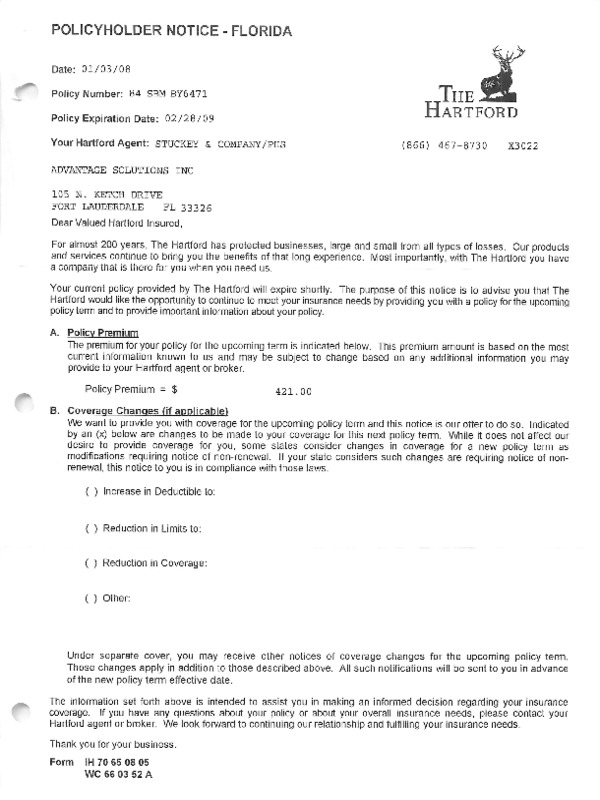 POLICYHOLDER NOTICE - FLORIDA
Date: 01/03/08
Policy Number: 84 SBM BY6471
Policy Expiration Date: 02/28/09
THE
HARTFORD
Your Hartford Agent: STUCKEY & COMPANY/PHS (866) 467-8730 X3022
ADVANTAGE SOLUTIONS INC
105 N. KETCH DRIVE
FORT LAUDERDALE FL 33326
Dear Valued Hartford Insured,
For almost 200 years, The Hartford has protected businesses, large and small from all types of losses. Our products
and services continue to bring you the benefits of that long experience. Most importantly, with The Hartford you have
a company that is there for you when you need us.
Your current policy provided by The Hartford will expire shortly. The purpose of this notice is to advise you that The
Hartford would like the opportunity to continue to meet your insurance needs by providing you with a policy for the upcoming
policy term and to provide important information about your policy.
A. Policy Premium
The premium for your policy for the upcoming term is indicated below. This premium amount is based on the most
current information known to us and may be subject to change based on any additional information you may
provide to your Hartford agent or broker.
Policy Premium = $ 421.00
B. Coverage Changes (if applicable)
We want to provide you with coverage for the upcoming policy term and this notice is our offer to do so. Indicated
by an (x) below are changes to be made to your coverage for this next policy term. While it does not affect our
desire to provide coverage for you, some states consider changes in coverage for a new policy term as
modifications requiring notice of non-renewal. If your state considers such changes are requiring notice of non-
renewal, this notice to you is in compliance with those laws.
( ) Increase in Deductible to:
( ) Reduction in Limits to:
( ) Reduction in Coverage:
( ) Other:
Under separate cover, you may receive other notices of coverage changes for the upcoming policy term.
Those changes apply in addition to those described above. All such notifications will be sent to you in advance
of the new policy term effective date.
The information set forth above is intended to assist you in making an informed decision regarding your insurance
coverage. If you have any questions about your policy or about your overall insurance needs, please contact your
Hartford agent or broker. We look forward to continuing our relationship and fulfilling your insurance needs.
Thank you for your business.
Form IH 70 65 08 05
WC 66 03 52 A